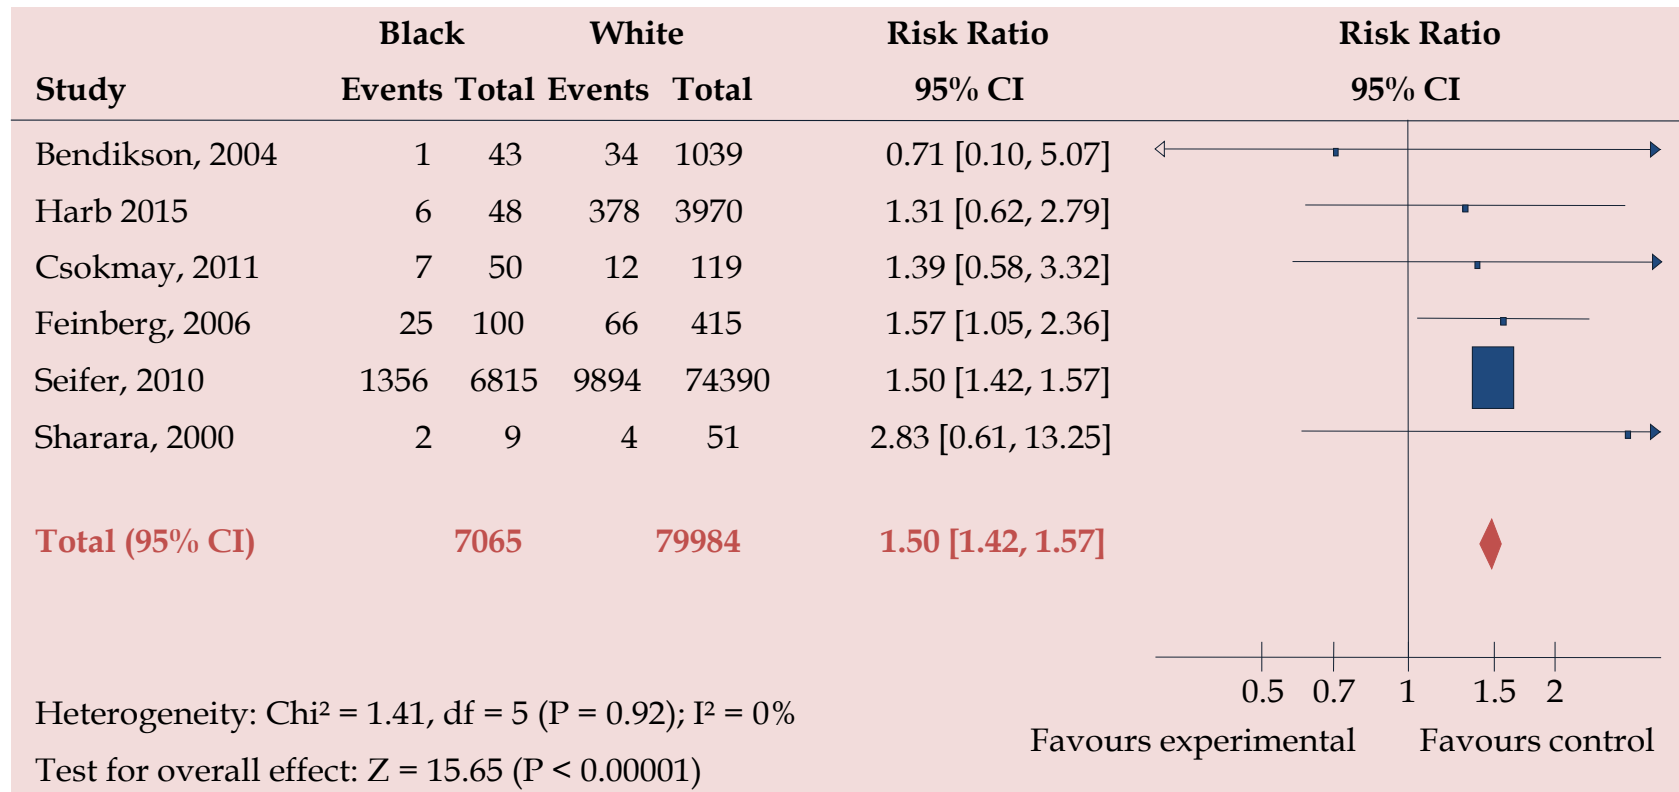 Black White Risk Ratio Risk Ratio
Study Events Total Events Total 95% CI 95% CI
Bendikson, 2004 1 43 34 1039 0.71 [0.10, 5.07]
Harb 2015 6 48 378 3970 1.31 [0.62, 2.79]
Csokmay, 2011 7 50 12 119 1.39 [0.58, 3.32]
Feinberg, 2006 25 100 66 415 1.57 [1.05, 2.36]
Seifer, 2010 1356 6815 9894 74390 1.50 [1.42, 1.57]
Sharara, 2000 2 9 4 51 2.83 [0.61, 13.25]
Total (95% CI) 7065 79984 1.50 [1.42, 1.57]
0.5 0.7 1 1.5 2
Heterogeneity: Chi² = 1.41, df = 5 (P = 0.92); I² = 0%
Favours experimental Favours control
Test for overall effect: Z = 15.65 (P < 0.00001)